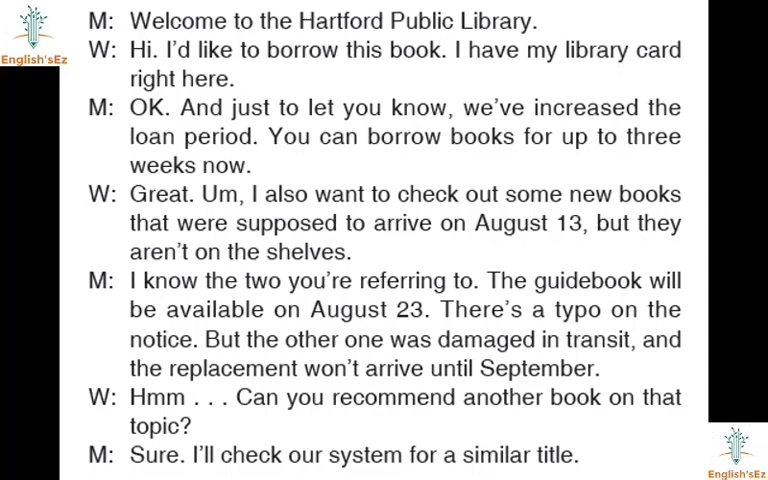 M: Welcome to the Hartford Public Library.
W: Hi. I'd like to borrow this book. I have my library card
right here.
M: OK. And just to let you know, we've increased the
loan period. You can borrow books for up to three
weeks now.
W: Great. Um, I also want to check out some new books
that were supposed to arrive on August 13, but they
aren't on the shelves.
M: I know the two you're referring to. The guidebook will
be available on August 23. There's a typo on the
notice. But the other one was damaged in transit, and
the replacement won't arrive until September.
W: Hmm . . . Can you recommend another book on that
topic?
M: Sure. I'll check our system for a similar title.
English'sEz
English'sEz